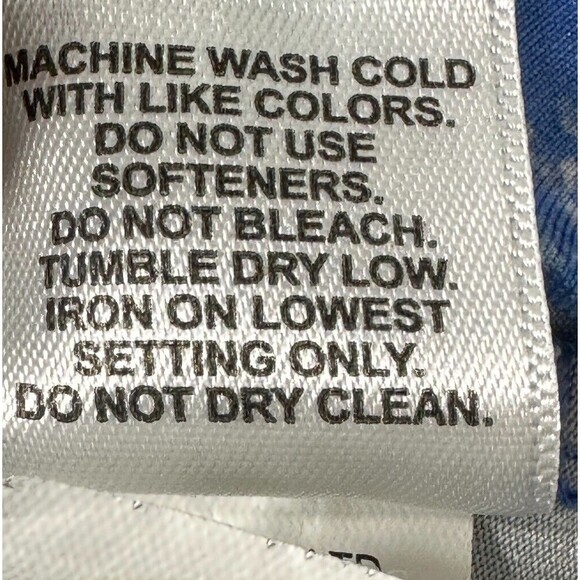 MACHINE WASH COLD
WITH LIKE COLORS.
DO NOT USE
SOFTENERS.
DO NOT BLEACH.
TUMBLE DRY LOW.
IRON ON LOWEST
SETTING ONLY.
DO NOT DRY CLEAN.